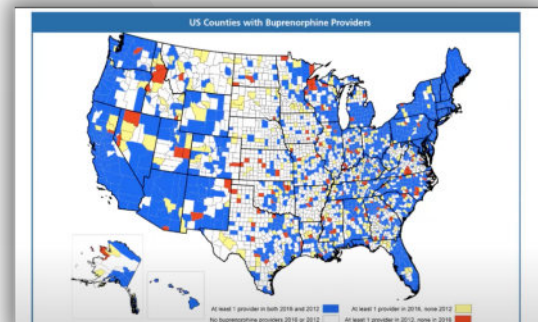 US Counties with Buprenorphine Providers
At least 1 provider in both 2016 and 2012
At least 1 provider in 2016, none 2012
No buprenorphine providers 2016 or 2012
At least 1 provider in 2012, none in 2016